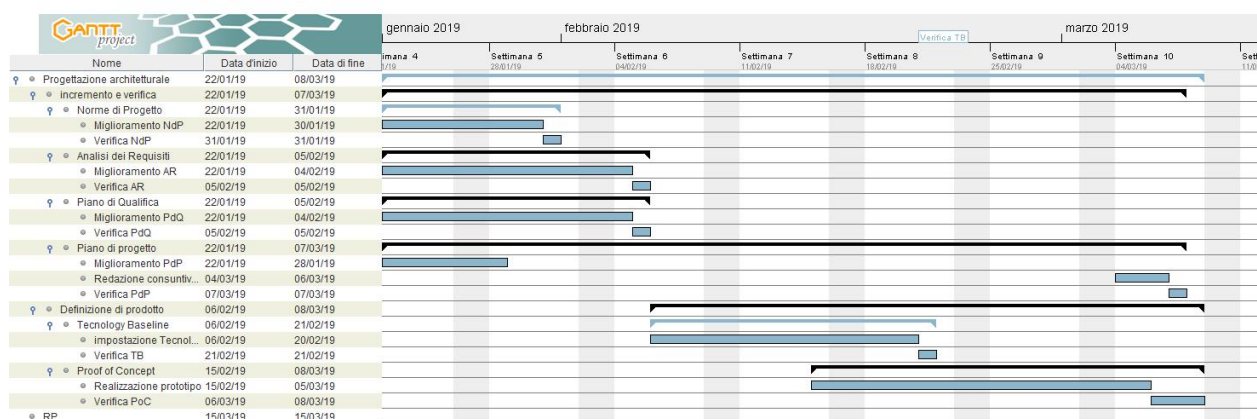 GANTT
project
gennaio 2019 febbraio 2019 marzo 2019
Verifica TB
Nome Data d'inizio Data di fine
imana 4 Settimana 5 Settimana 6 Settimana 7 Settimana 8 Settimana 9 Settimana 10 Sett
1/19 28/01/19 04/02/19 11/02/19 18/02/19 25/02/19 04/03/19 11/0
Progettazione architetturale 22/01/19 08/03/19
incremento e verifica 22/01/19 07/03/19
Norme di Progetto 22/01/19 31/01/19
Miglioramento NdP 22/01/19 30/01/19
Verifica NdP 31/01/19 31/01/19
Analisi dei Requisiti 22/01/19 05/02/19
Miglioramento AR 22/01/19 04/02/19
Verifica AR 05/02/19 05/02/19
Piano di Qualifica 22/01/19 05/02/19
Miglioramento PdQ 22/01/19 04/02/19
Verifica PdQ 05/02/19 05/02/19
Piano di progetto 22/01/19 07/03/19
Miglioramento PdP 22/01/19 28/01/19
Redazione consuntiv... 04/03/19 06/03/19
Verifica PdP 07/03/19 07/03/19
Definizione di prodotto 06/02/19 08/03/19
Tecnology Baseline 06/02/19 21/02/19
impostazione Tecnol... 06/02/19 20/02/19
Verifica TB 21/02/19 21/02/19
Proof of Concept 15/02/19 08/03/19
Realizzazione prototipo 15/02/19 05/03/19
Verifica PoC 06/03/19 08/03/19
RP 15/03/19 15/03/19